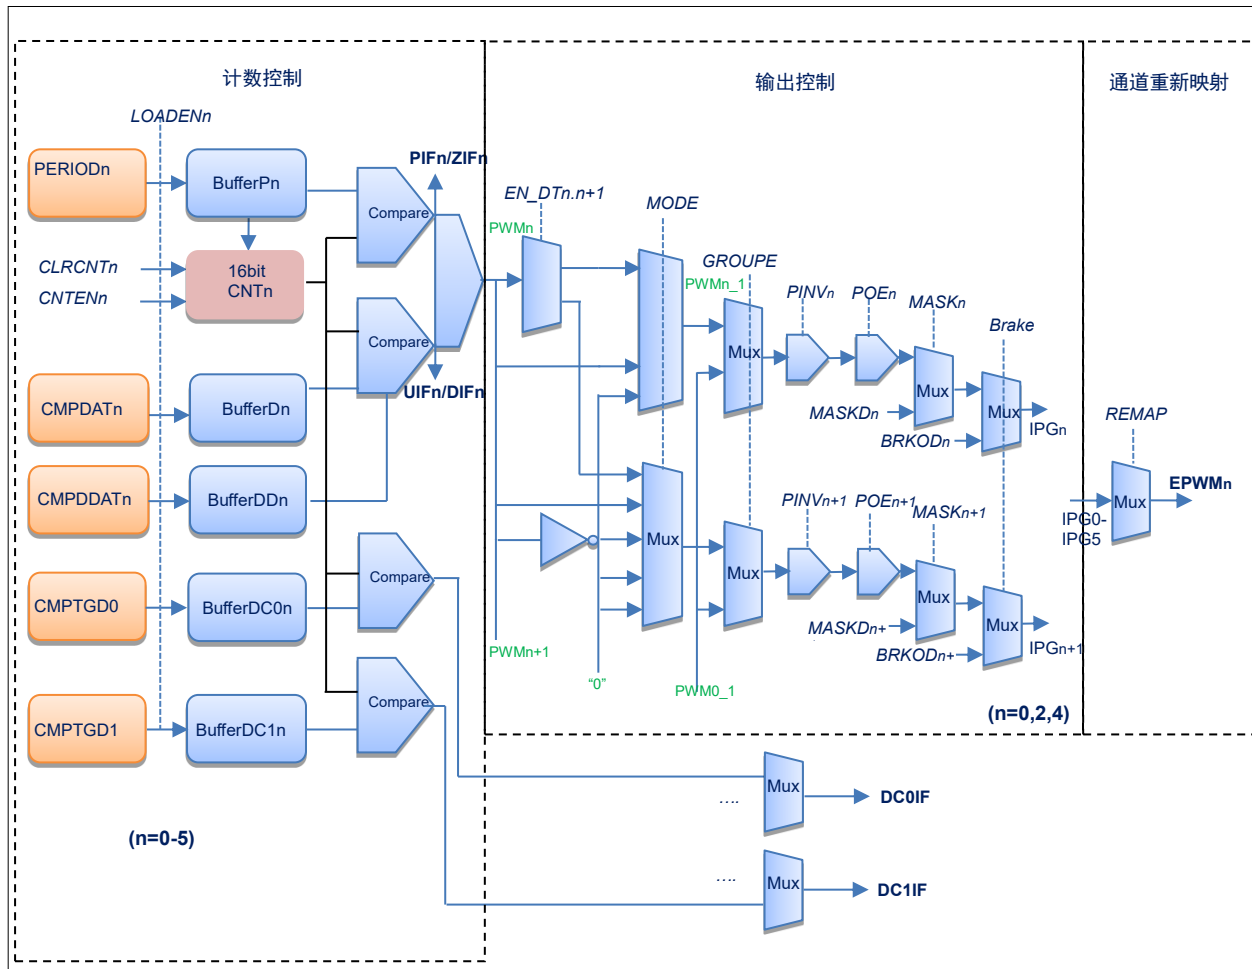 计数控制
输出控制
通道重新映射
LOADENn
PERIODn
BufferPn
Compare
PIFn/ZIFn
CLRCNTn
CNTENn
16bit
CNTn
Compare
UIFn/DIFn
CMPDATn
BufferDn
CMPDDATn
BufferDDn
CMPTGD0
BufferDC0n
Compare
CMPTGD1
BufferDC1n
Compare
(n=0-5)
EN_DTn.n+1
PWMn
MODE
GROUPE
PWMn_1
PINVn
POEn
MASKn
Brake
Mux
Mux
Mux
MASKDn
BRKODn
IPGn
PINVn+1
POEn+1
MASKn+1
Mux
Mux
Mux
Mux
MASKDn+
BRKODn+
IPGn+1
PWMn+1
“0”
PWM0_1
(n=0,2,4)
REMAP
Mux
EPWMn
IPG0-
IPG5
Mux
....
DC0IF
Mux
....
DC1IF